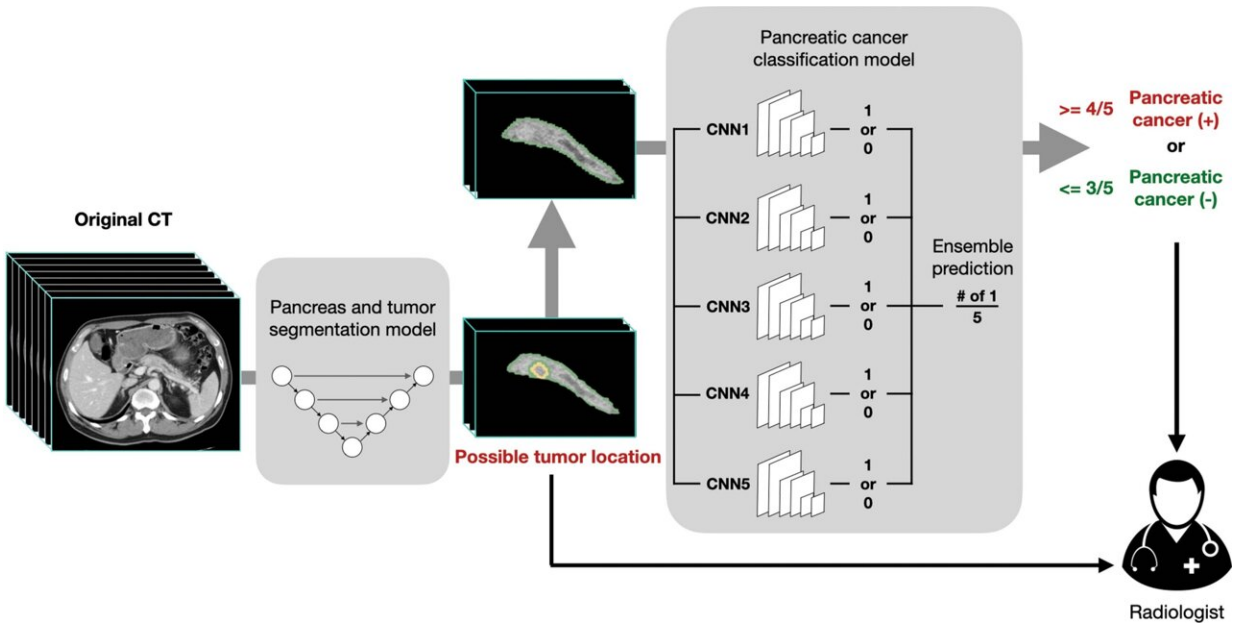 Original CT
Pancreas and tumor
segmentation model
Possible tumor location
Pancreatic cancer
classification model
CNN1
1
or
0
CNN2
1
or
0
CNN3
1
or
0
CNN4
1
or
0
CNN5
1
or
0
Ensemble
prediction
# of 1
5
>= 4/5 Pancreatic
cancer (+)
or
<= 3/5 Pancreatic
cancer (-)
Radiologist